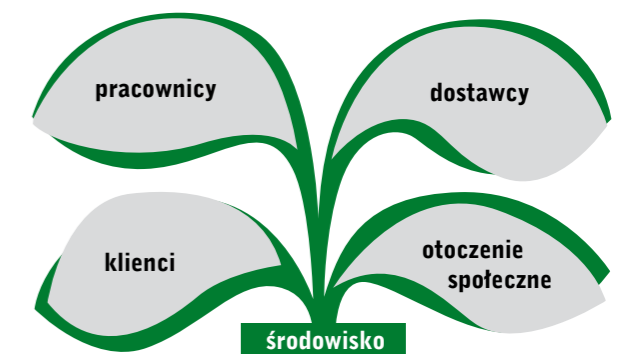 pracownicy
dostawcy
klienci
otoczenie
społeczne
środowisko